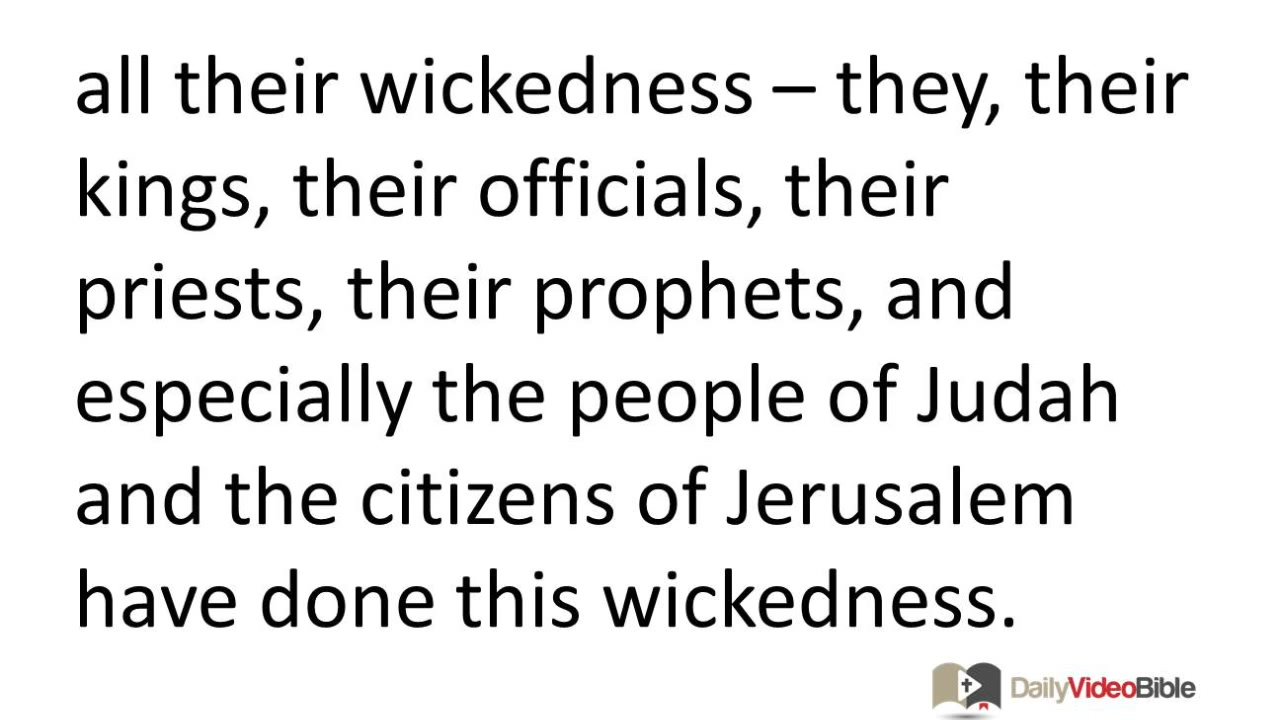 all their wickedness – they, their
kings, their officials, their
priests, their prophets, and
especially the people of Judah
and the citizens of Jerusalem
have done this wickedness.
DailyVideoBible